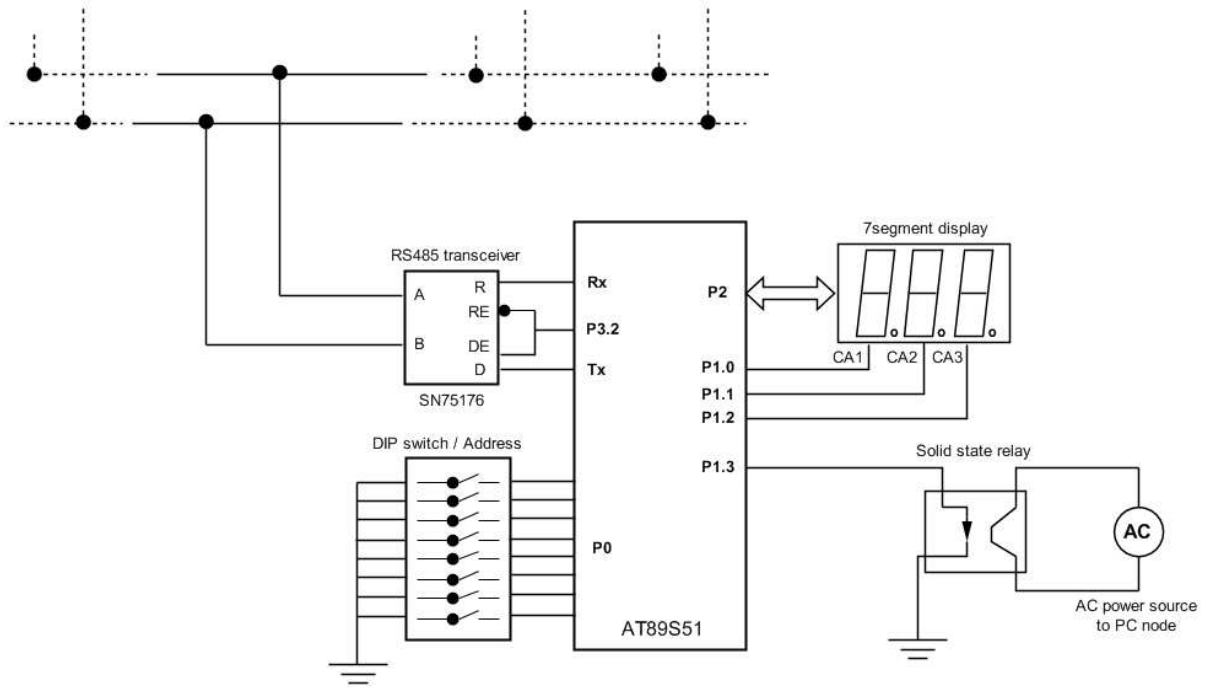 7segment display
RS485 transceiver
A
R
RE
B
DE
D
SN75176
Rx
P3.2
Tx
P2
P1.0
P1.1
P1.2
P1.3
CA1
CA2
CA3
DIP switch / Address
P0
AT89S51
Solid state relay
AC
AC power source
to PC node